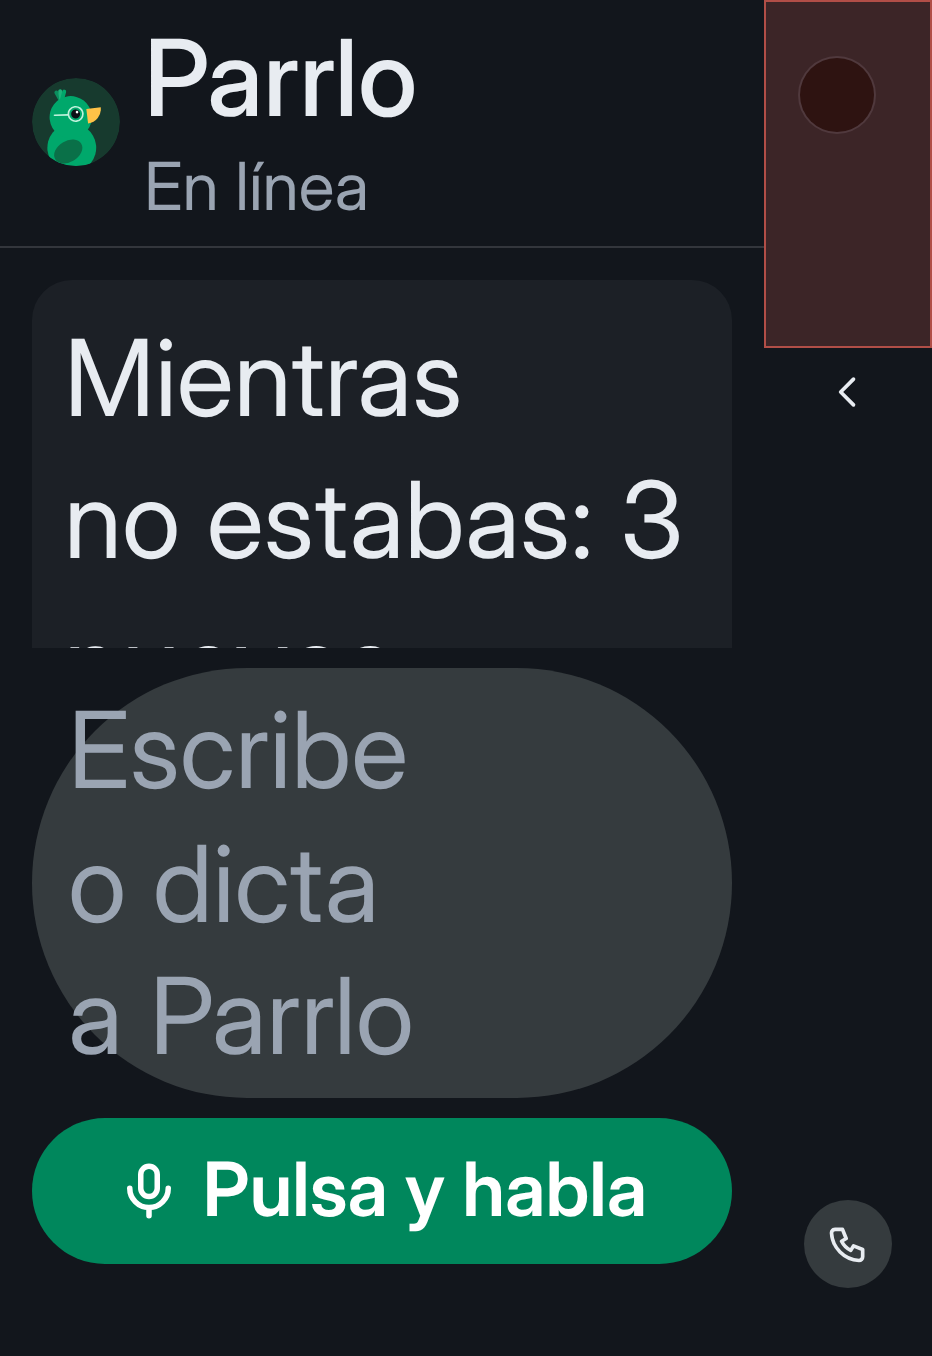 Parrlo
En línea
Mientras
no estabas: 3
Escribe
o dicta
a Parrlo
Pulsa y habla